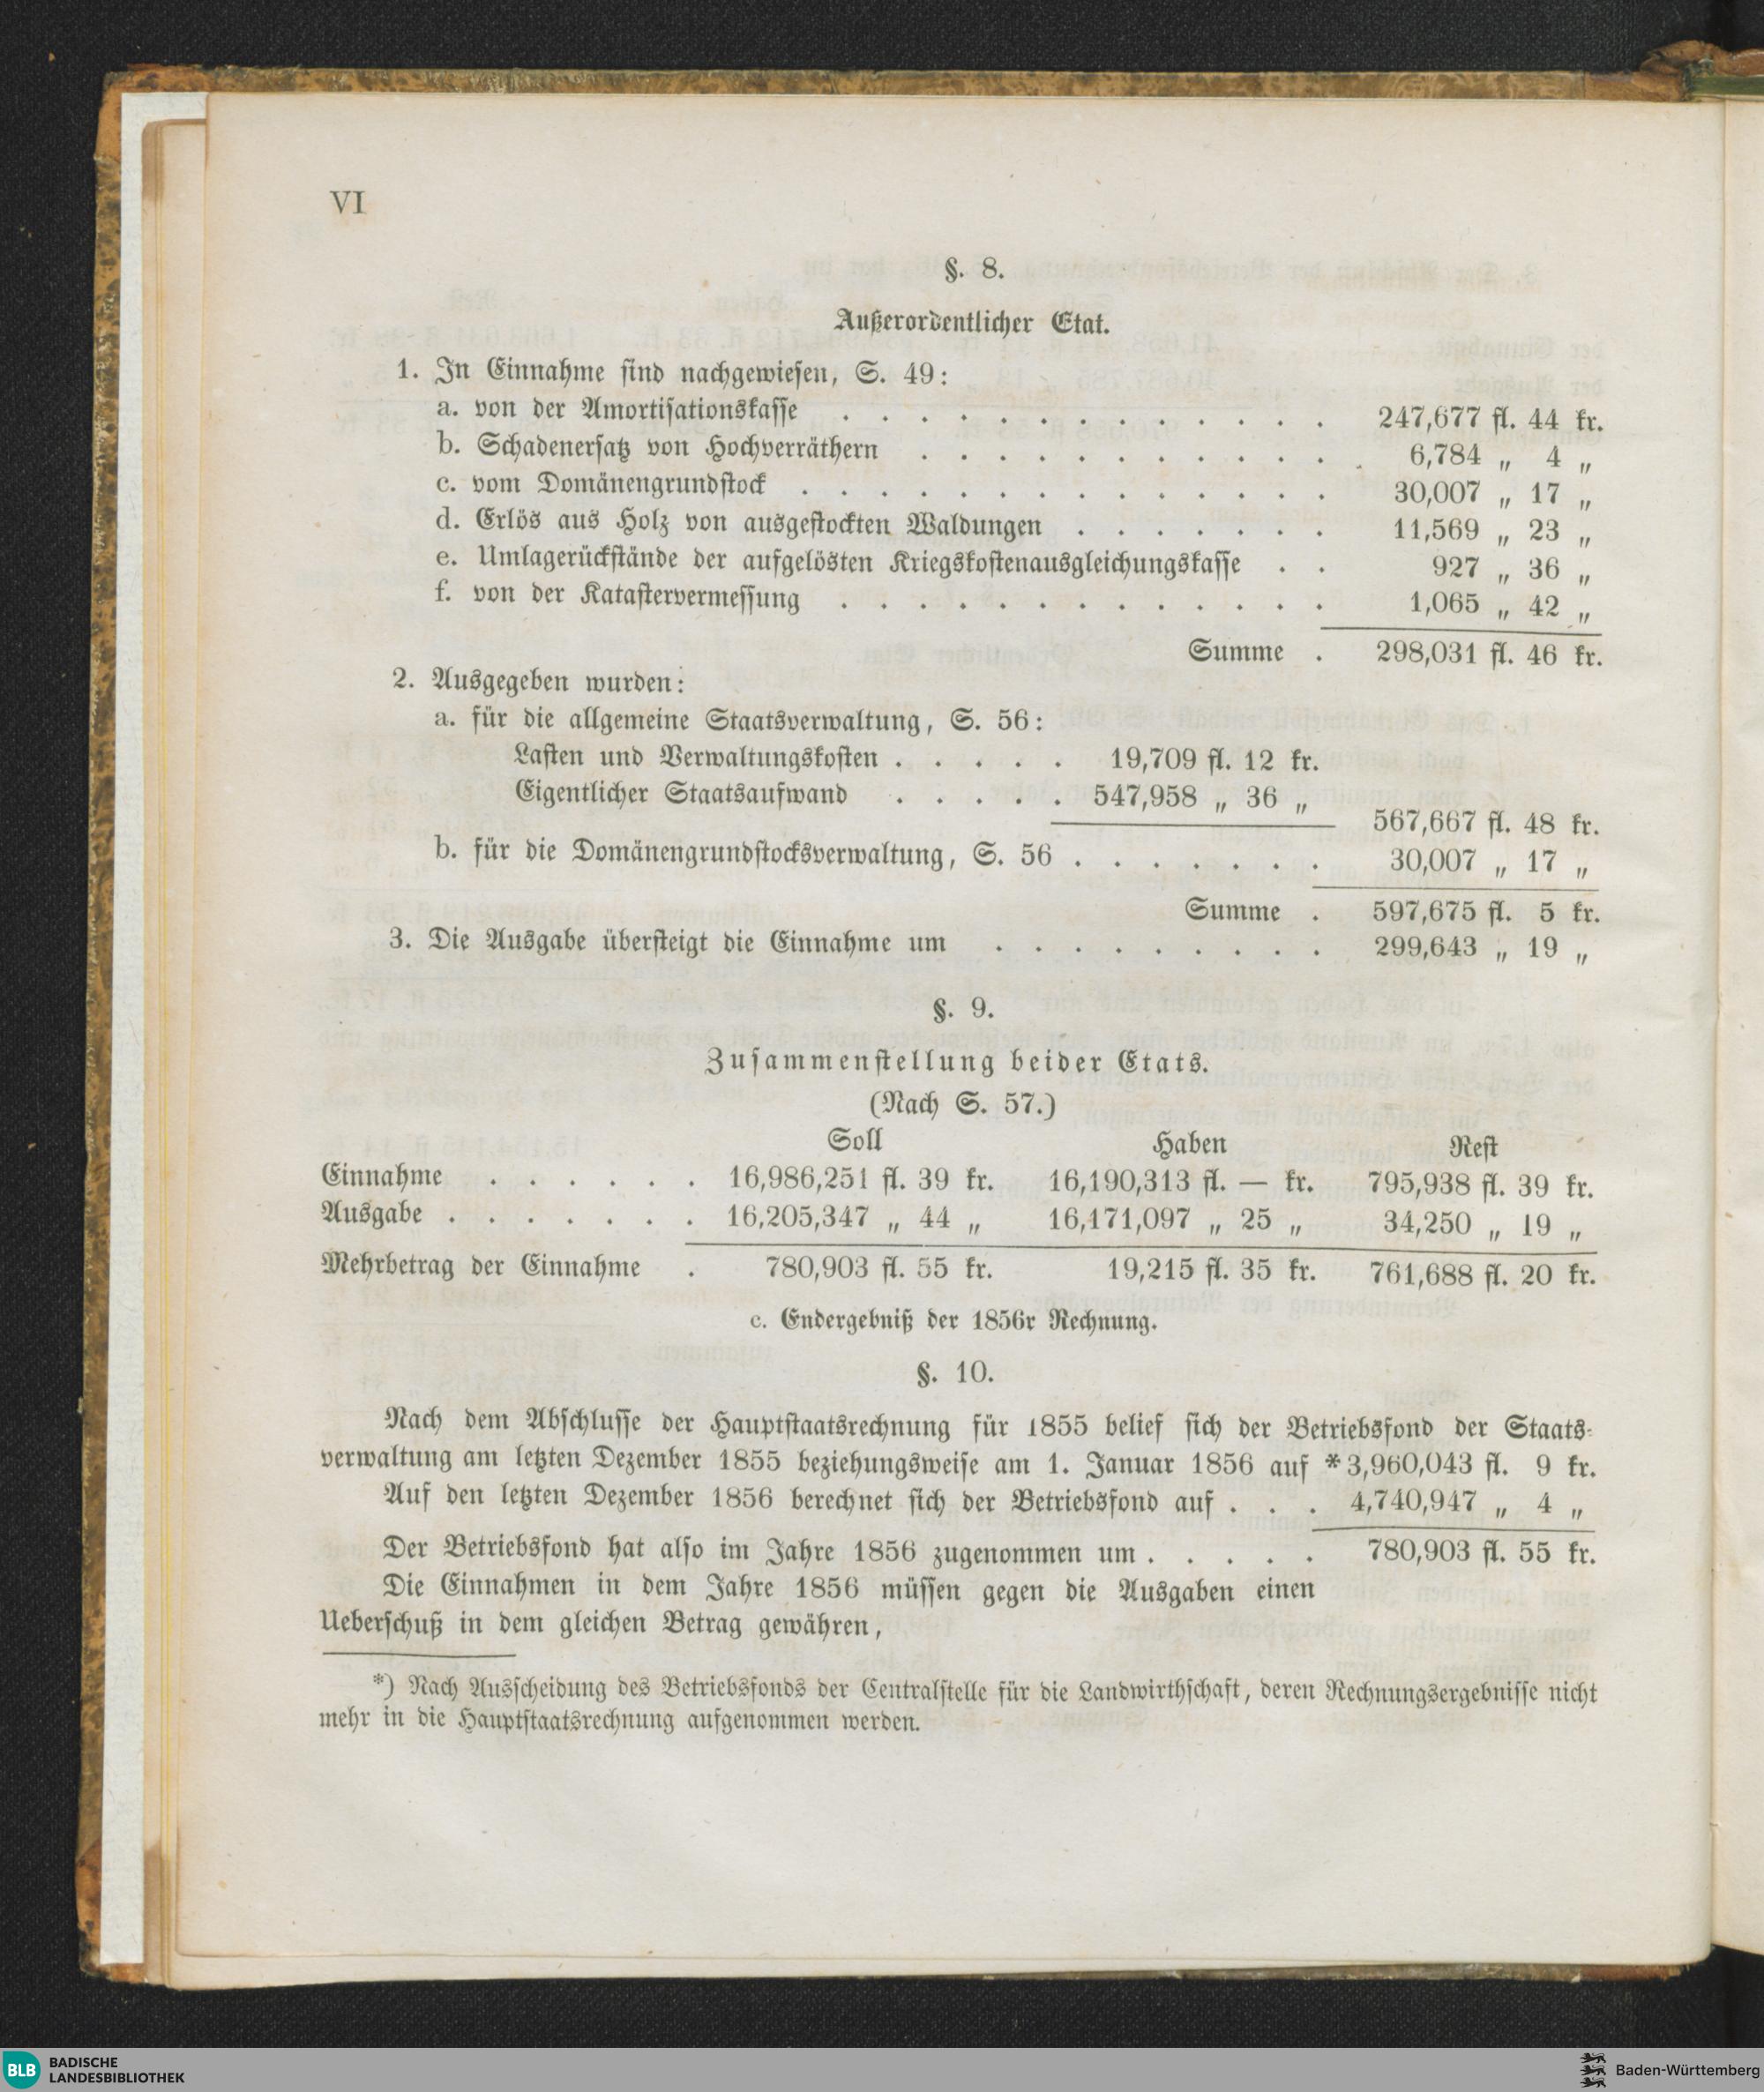 VI
§. 8.
Außerordentlicher Etat.
1. In Einnahme sind nachgewiesen, S. 49:
a. von der Amortisationskasse . . . . . . . . . . . . . 247,677 fl. 44 kr.
b. Schadenersatz von Hochverräthern . . . . . . . . . . . . 6,784 „ 4 „
c. vom Domänengrundstock . . . . . . . . . . . . . . 30,007 „ 17 „
d. Erlös aus Holz von ausgestockten Waldungen . . . . . . . 11,569 „ 23 „
e. Umlagerückstände der aufgelösten Kriegskostenausgleichungskasse . . 927 „ 36 „
f. von der Katastervermessung . . . . . . . . . . . . . 1,065 „ 42 „
Summe . 298,031 fl. 46 kr.
2. Ausgegeben wurden:
a. für die allgemeine Staatsverwaltung, S. 56:
Lasten und Verwaltungskosten . . . . . 19,709 fl. 12 kr.
Eigentlicher Staatsaufwand . . . . . 547,958 „ 36 „
567,667 fl. 48 kr.
b. für die Domänengrundstocksverwaltung, S. 56 . . . . . . . 30,007 „ 17 „
Summe . 597,675 fl. 5 kr.
3. Die Ausgabe übersteigt die Einnahme um . . . . . . . . . 299,643 „ 19 „
§. 9.
Zusammenstellung beider Etats.
(Nach S. 57.)
Soll Haben Rest
Einnahme . . . . . . 16,986,251 fl. 39 kr. 16,190,313 fl. — kr. 795,938 fl. 39 kr.
Ausgabe . . . . . . . 16,205,347 „ 44 „ 16,171,097 „ 25 „ 34,250 „ 19 „
Mehrbetrag der Einnahme . 780,903 fl. 55 kr. 19,215 fl. 35 kr. 761,688 fl. 20 kr.
c. Endergebniß der 1856r Rechnung.
§. 10.
Nach dem Abschlusse der Hauptstaatsrechnung für 1855 belief sich der Betriebsfond der Staats-
verwaltung am letzten Dezember 1855 beziehungsweise am 1. Januar 1856 auf *3,960,043 fl. 9 kr.
Auf den letzten Dezember 1856 berechnet sich der Betriebsfond auf . . . 4,740,947 „ 4 „
Der Betriebsfond hat also im Jahre 1856 zugenommen um . . . . . 780,903 fl. 55 kr.
Die Einnahmen in dem Jahre 1856 müssen gegen die Ausgaben einen
Ueberschuß in dem gleichen Betrag gewähren,
*) Nach Ausscheidung des Betriebsfonds der Centralstelle für die Landwirthschaft, deren Rechnungsergebnisse nicht
mehr in die Hauptstaatsrechnung aufgenommen werden.
BLB BADISCHE
LANDESBIBLIOTHEK
Baden-Württemberg